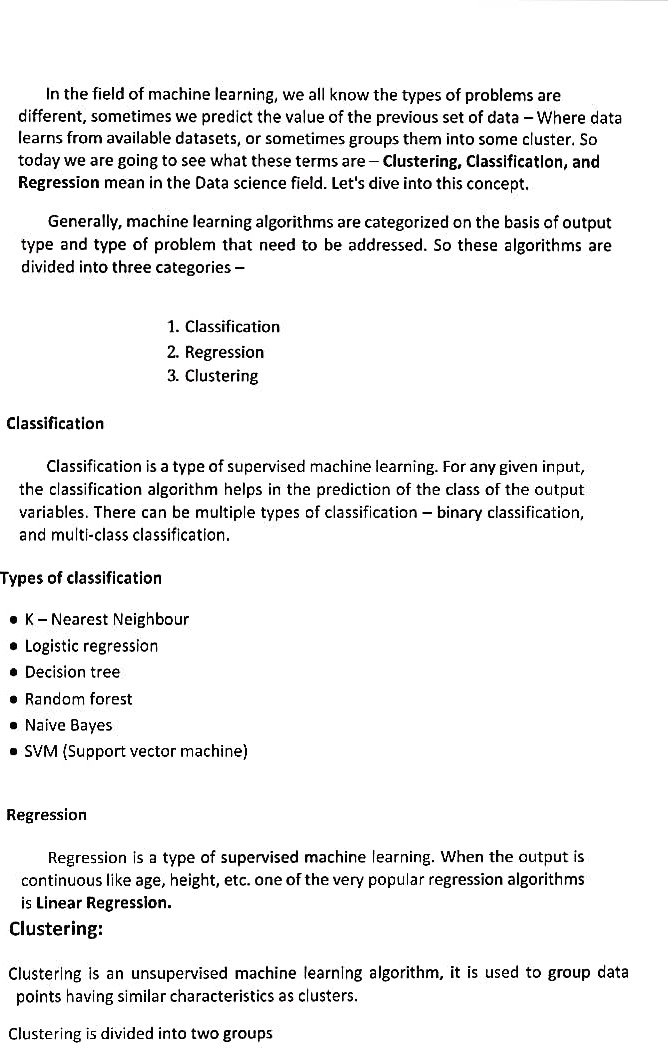 In the field of machine learning, we all know the types of problems are
different, sometimes we predict the value of the previous set of data – Where data
learns from available datasets, or sometimes groups them into some cluster. So
today we are going to see what these terms are – Clustering, Classification, and
Regression mean in the Data science field. Let's dive into this concept.
Generally, machine learning algorithms are categorized on the basis of output
type and type of problem that need to be addressed. So these algorithms are
divided into three categories –
1. Classification
2. Regression
3. Clustering
Classification
Classification is a type of supervised machine learning. For any given input,
the classification algorithm helps in the prediction of the class of the output
variables. There can be multiple types of classification – binary classification,
and multi-class classification.
Types of classification
● K – Nearest Neighbour
● Logistic regression
● Decision tree
● Random forest
● Naive Bayes
● SVM (Support vector machine)
Regression
Regression is a type of supervised machine learning. When the output is
continuous like age, height, etc. one of the very popular regression algorithms
is Linear Regression.
Clustering:
Clustering is an unsupervised machine learning algorithm, it is used to group data
points having similar characteristics as clusters.
Clustering is divided into two groups